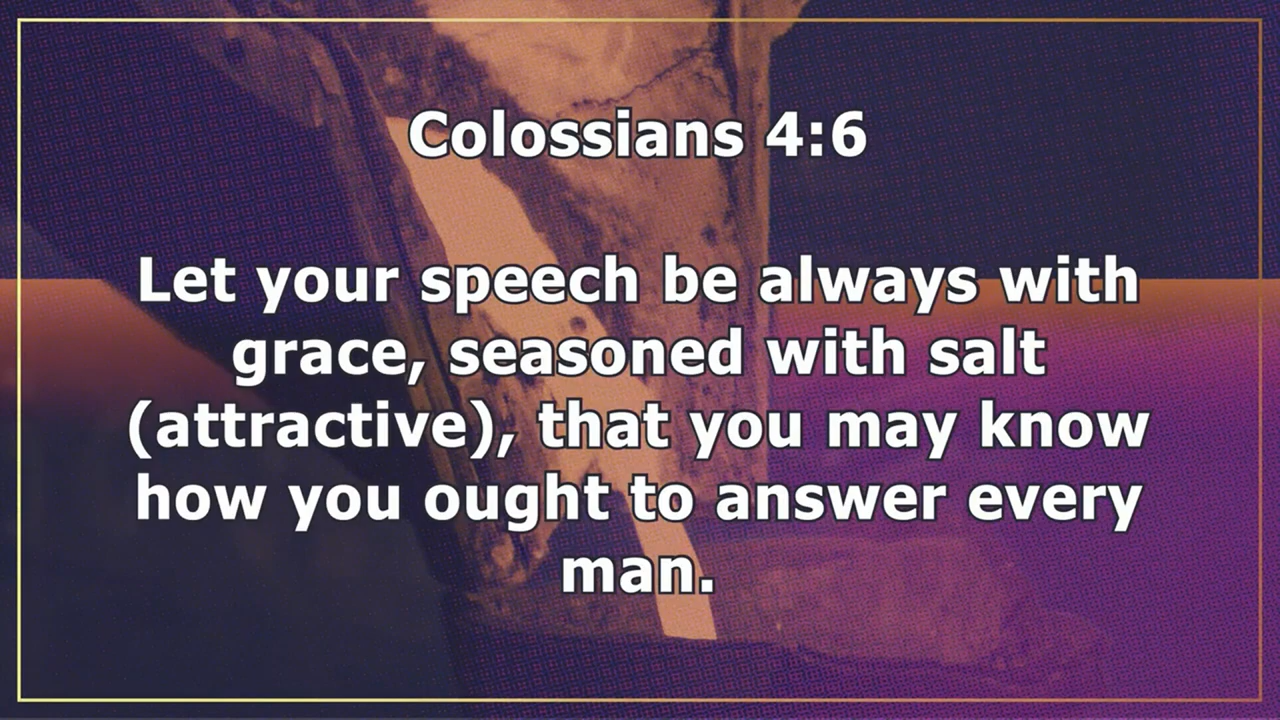 Colossians 4:6
Let your speech be always with
grace, seasoned with salt
(attractive), that you may know
how you ought to answer every
man.